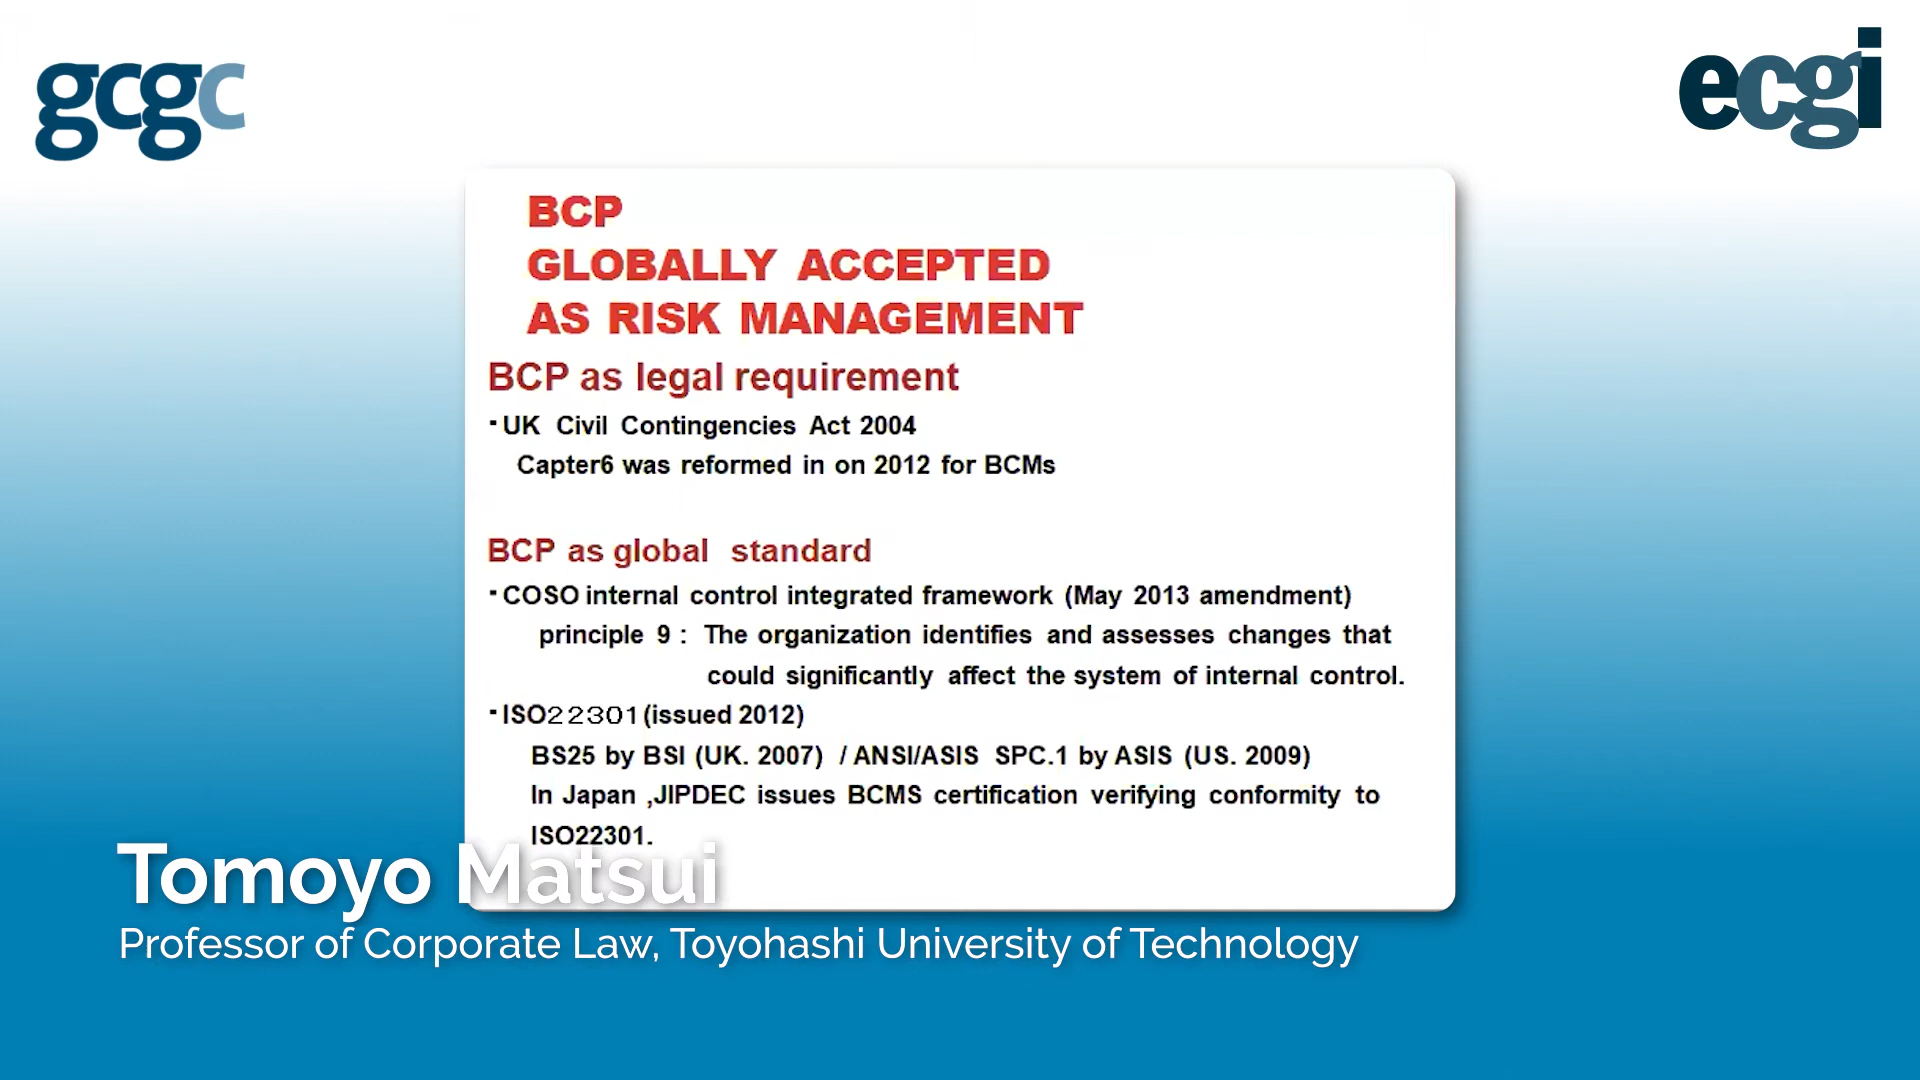 gcgc
ecgi
BCP
GLOBALLY ACCEPTED
AS RISK MANAGEMENT
BCP as legal requirement
・UK Civil Contingencies Act 2004
Capter6 was reformed in on 2012 for BCMs
BCP as global standard
・COSO internal control integrated framework (May 2013 amendment)
principle 9 : The organization identifies and assesses changes that
could significantly affect the system of internal control.
・ISO22301(issued 2012)
BS25 by BSI (UK. 2007) / ANSI/ASIS SPC.1 by ASIS (US. 2009)
In Japan ,JIPDEC issues BCMS certification verifying conformity to
ISO22301.
Tomoyo Matsui
Professor of Corporate Law, Toyohashi University of Technology